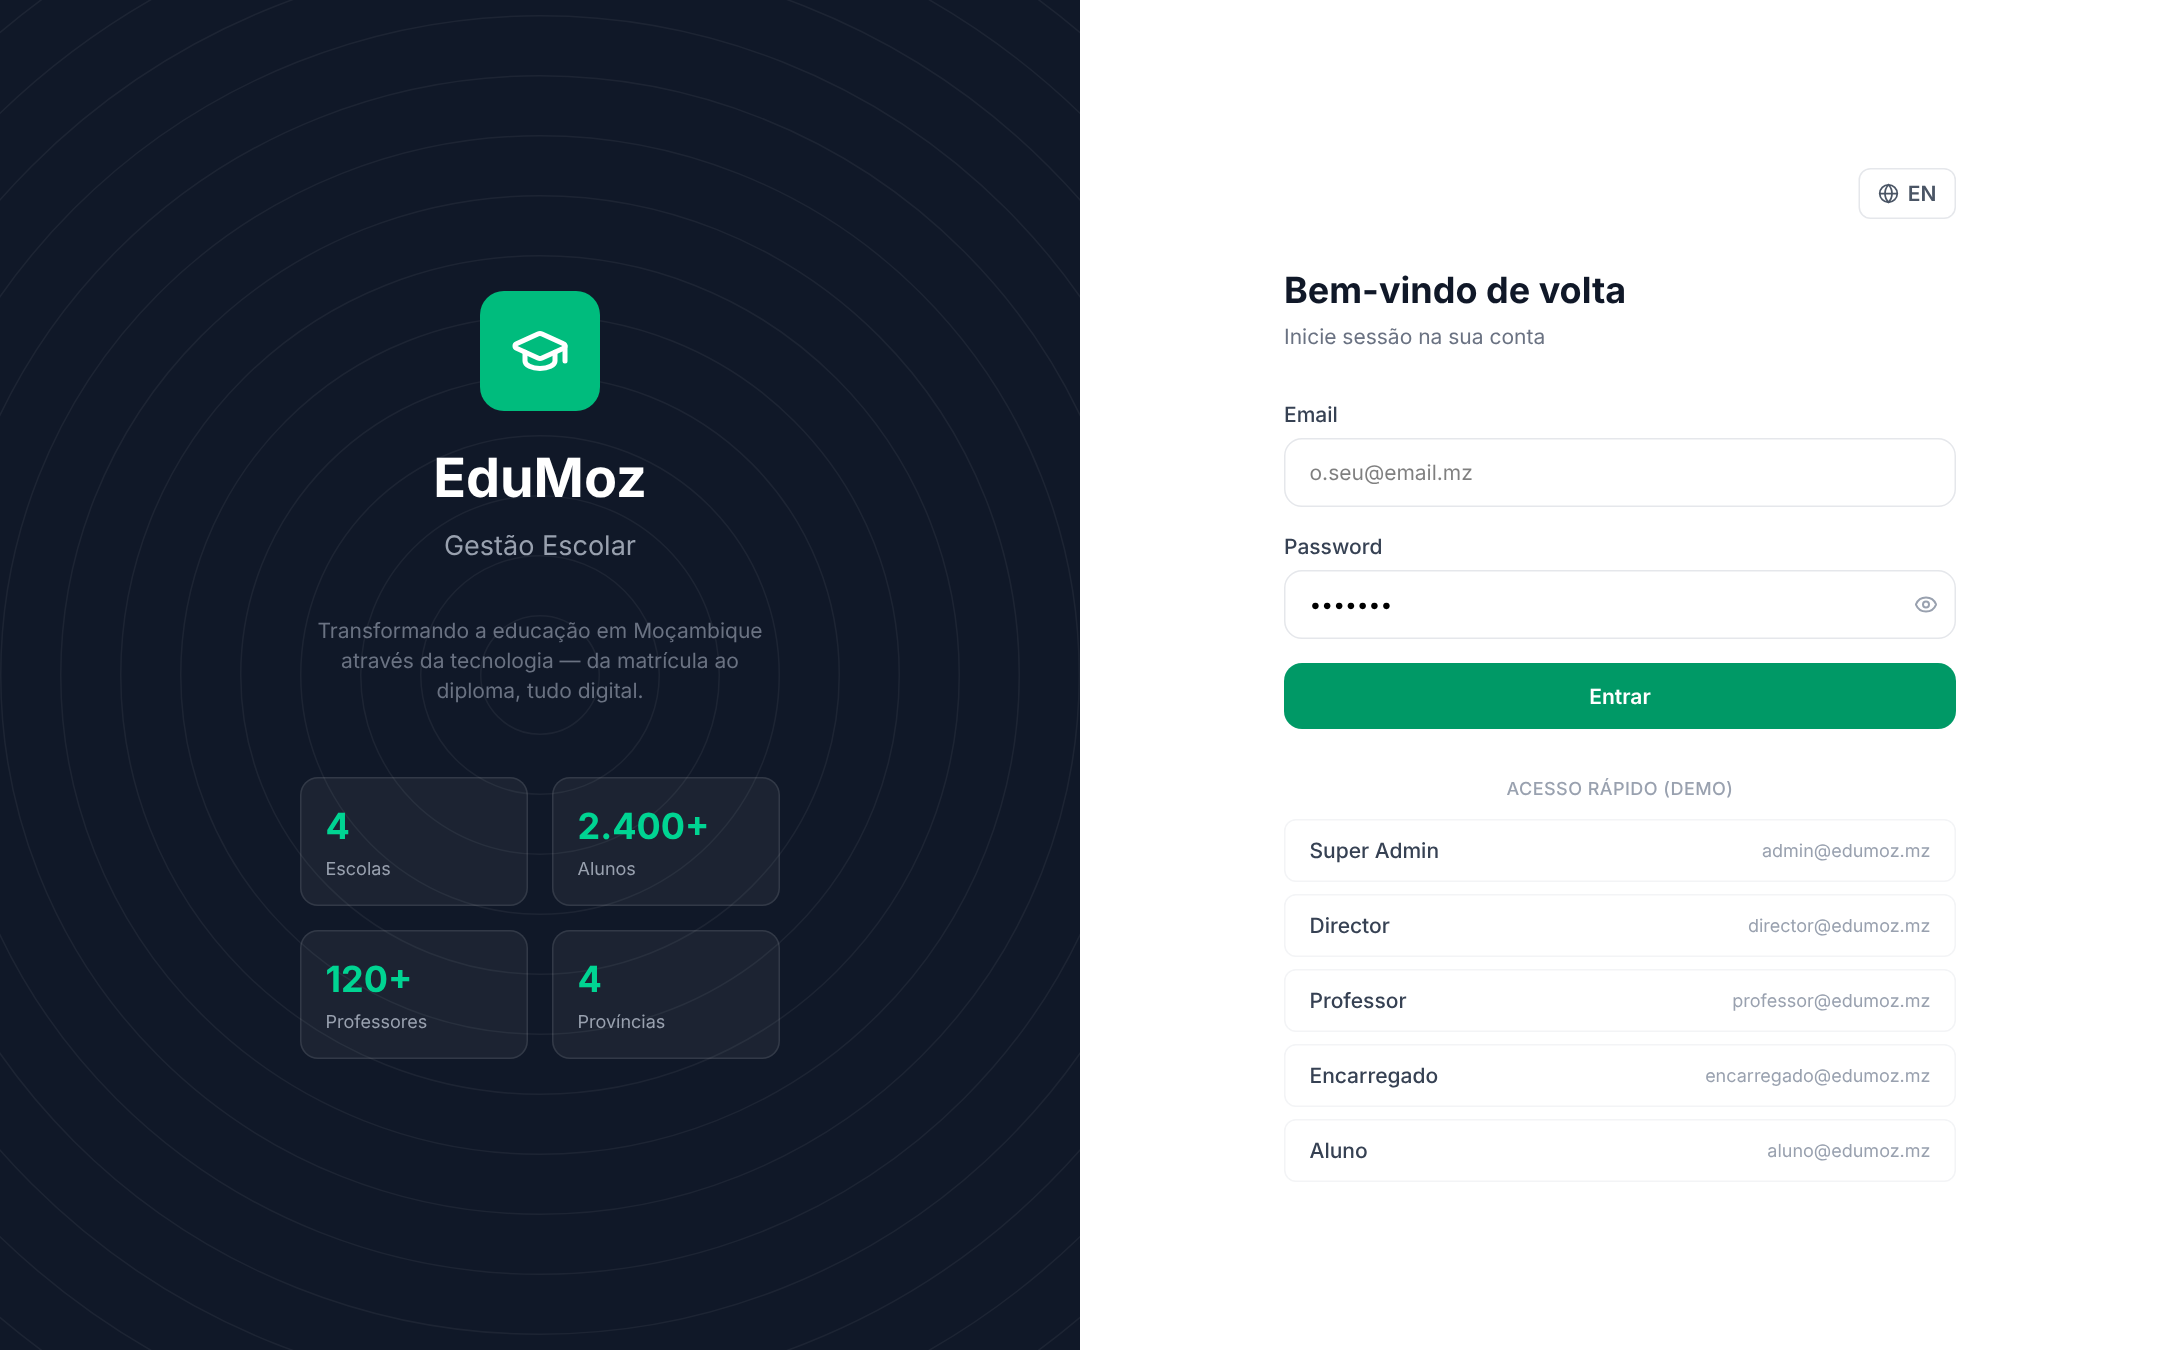 EduMoz
Gestão Escolar
Transformando a educação em Moçambique
através da tecnologia — da matrícula ao
diploma, tudo digital.
4
Escolas
2.400+
Alunos
120+
Professores
4
Províncias
EN
Bem-vindo de volta
Inicie sessão na sua conta
Email
o.seu@email.mz
Password
•••••••
Entrar
ACESSO RÁPIDO (DEMO)
Super Admin admin@edumoz.mz
Director director@edumoz.mz
Professor professor@edumoz.mz
Encarregado encarregado@edumoz.mz
Aluno aluno@edumoz.mz